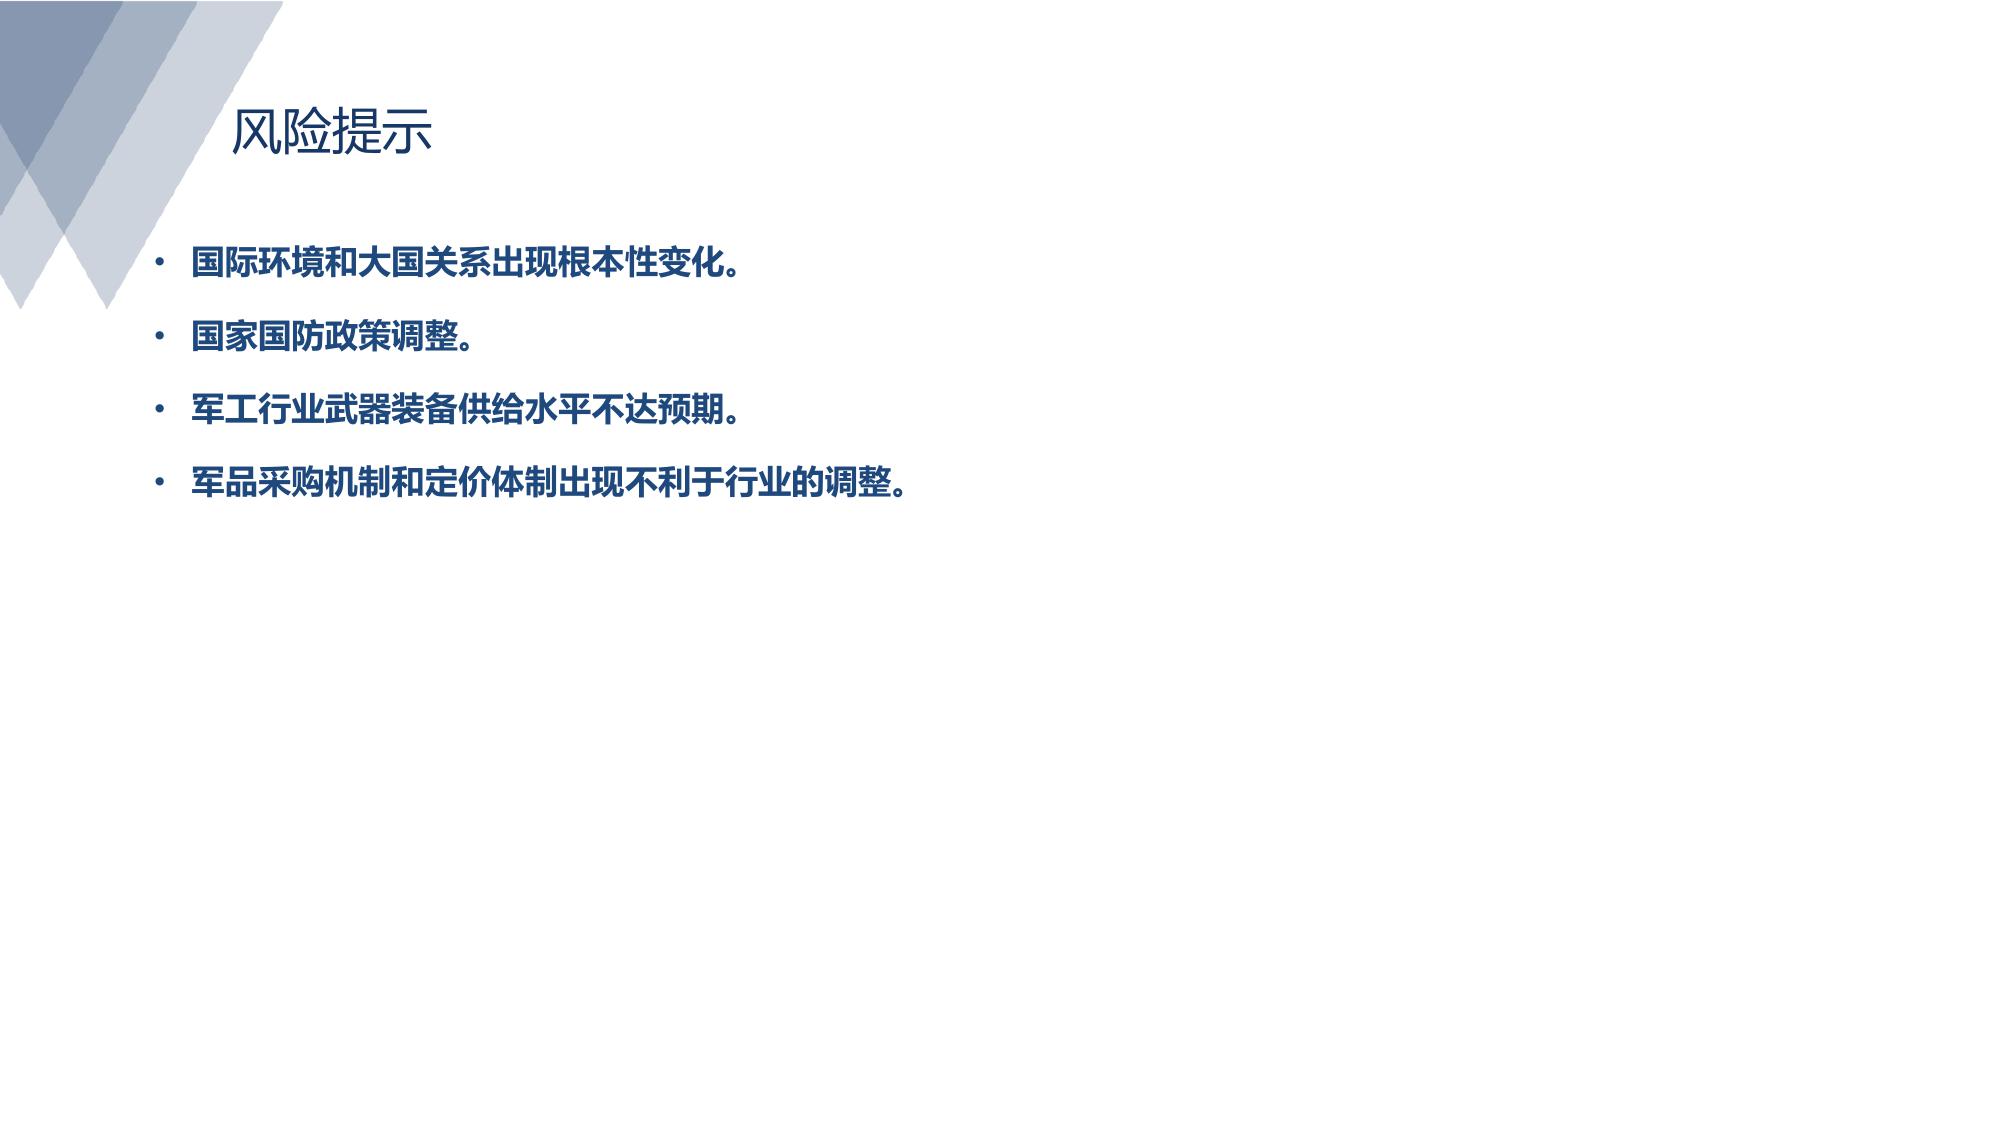 风险提示
• 国际环境和大国关系出现根本性变化。
• 国家国防政策调整。
• 军工行业武器装备供给水平不达预期。
• 军品采购机制和定价体制出现不利于行业的调整。